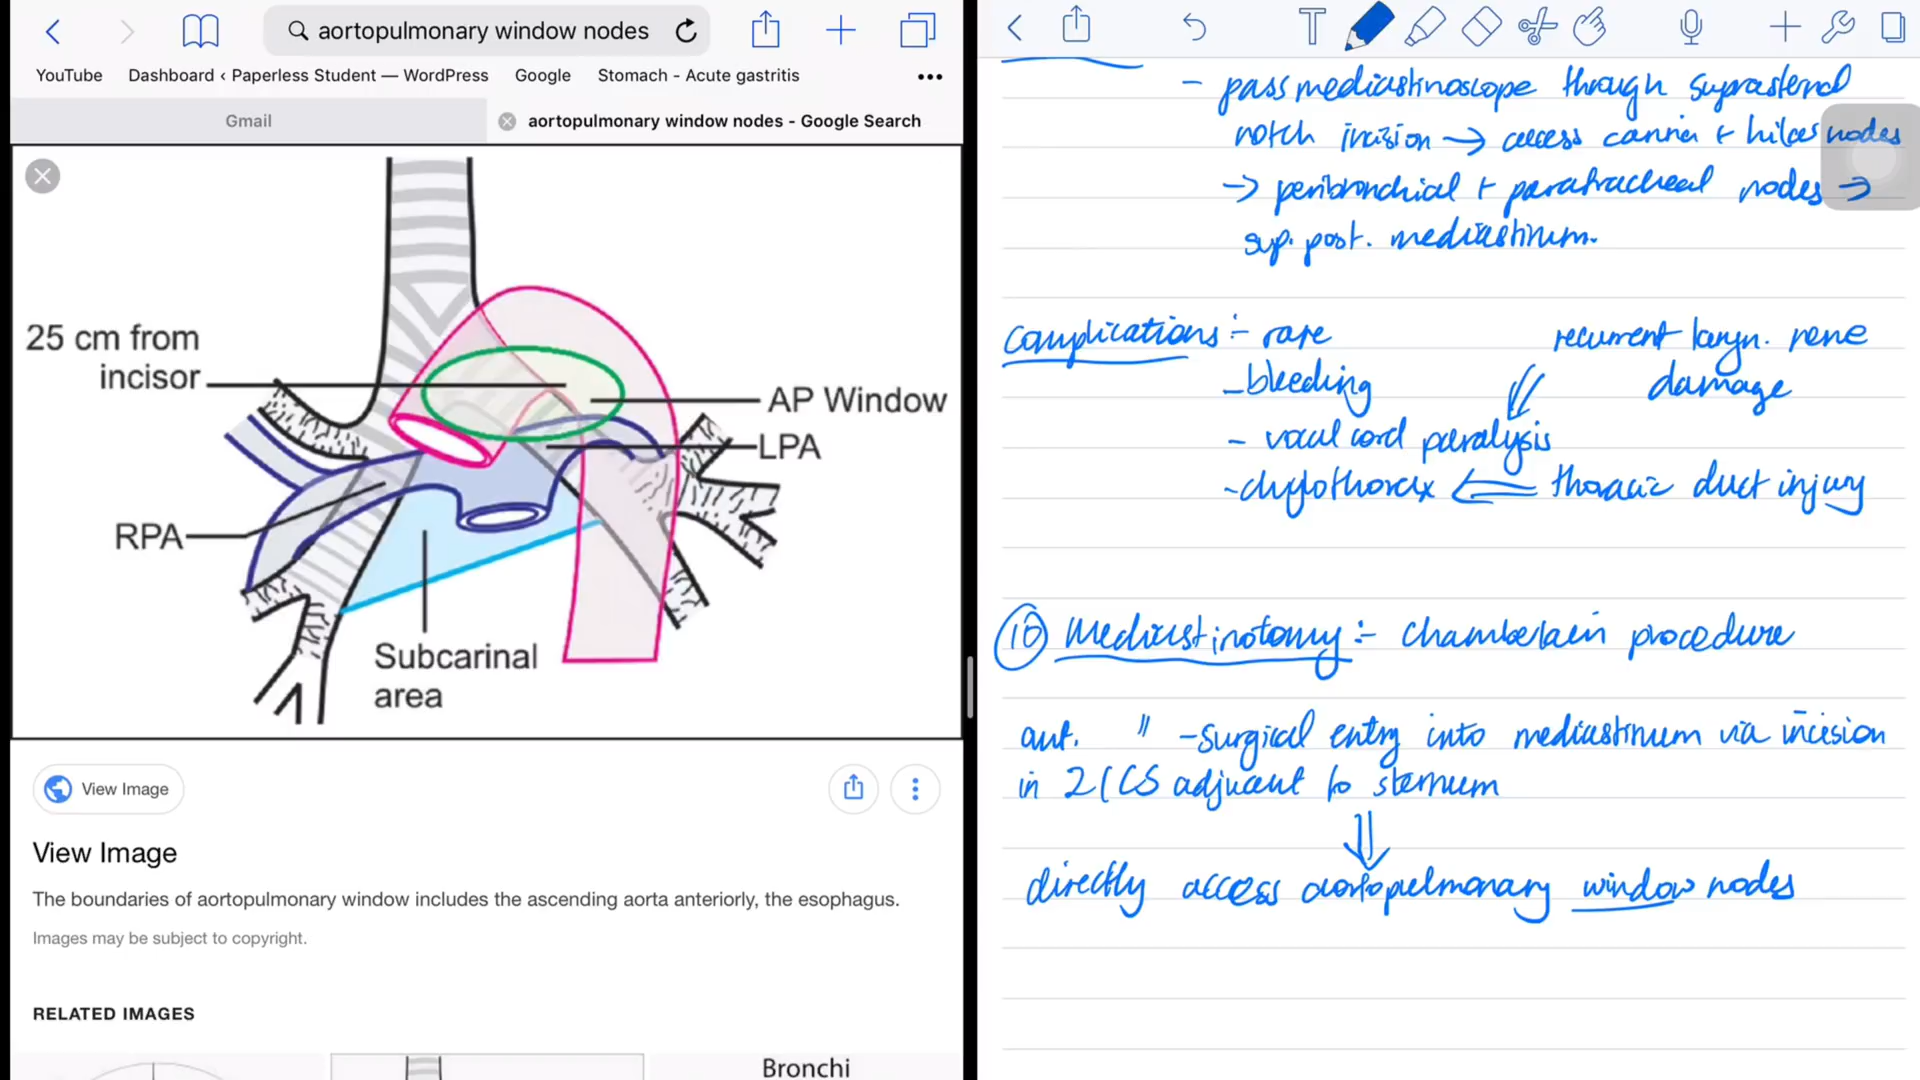 aortopulmonary window nodes
YouTube Dashboard ‹ Paperless Student — WordPress Google Stomach - Acute gastritis
Gmail
aortopulmonary window nodes - Google Search
25 cm from
incisor
AP Window
LPA
RPA
Subcarinal
area
View Image
View Image
The boundaries of aortopulmonary window includes the ascending aorta anteriorly, the esophagus.
Images may be subject to copyright.
RELATED IMAGES
Bronchi
T
- pass mediastinoscope through suprasternal
notch incision → access carina + hilar nodes
→ peribronchial + paratracheal nodes →
sup. post. mediastinum.
Complications :- rare
recurrent laryn. nerve
damage
- bleeding
- vocal cord paralysis
- chylothorax ⇐ thoracic duct injury
10 Mediastinotomy :- Chamberlain procedure
ant. " - surgical entry into mediastinum via incision
in 2 ICS adjacent to sternum
⇓
directly access aortopulmonary window nodes